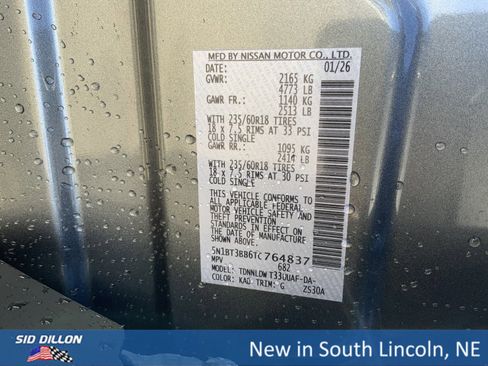 MFD BY NISSAN MOTOR CO., LTD.
DATE: 01/26
GVWR: 2165 KG
4773 LB
GAWR FR.: 1140 KG
2513 LB
WITH 235/60R18 TIRES
18 x 7.5 RIMS AT 33 PSI
COLD SINGLE
GAWR RR.: 1095 KG
2414 LB
WITH 235/60R18 TIRES
18 x 7.5 RIMS AT 30 PSI
COLD SINGLE
THIS VEHICLE CONFORMS TO
ALL APPLICABLE FEDERAL
MOTOR VEHICLE SAFETY AND
THEFT PREVENTION STANDARDS
IN EFFECT ON THE DATE OF
MANUFACTURE SHOWN ABOVE.
5N1BT3BB6TC764837
MPV 682
MODEL: TDNNLDWT33UUAF-DA-
COLOR: KAD TRIM: G ZS30A
SID DILLON
New in South Lincoln, NE